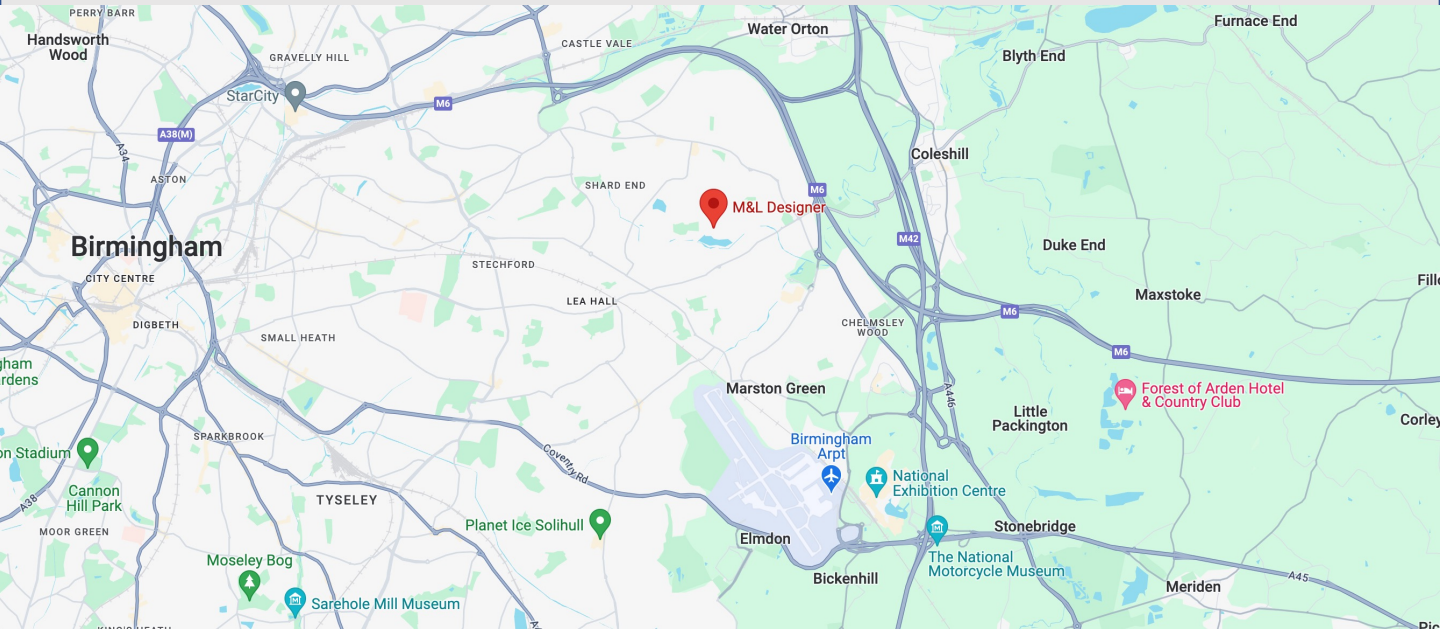 PERRY BARR
Handsworth
Wood
GRAVELLY HILL
StarCity
CASTLE VALE
Water Orton
Furnace End
Blyth End
M6
A38(M)
A34
ASTON
Coleshill
SHARD END
M6
M&L Designer
M42
Duke End
Birmingham
CITY CENTRE
STECHFORD
LEA HALL
DIGBETH
SMALL HEATH
CHELMSLEY
WOOD
M6
Maxstoke
M6
Marston Green
A446
Forest of Arden Hotel
& Country Club
Little
Packington
SPARKBROOK
Coventry Rd
Birmingham
Arpt
National
Exhibition Centre
Cannon
Hill Park
A38
MOOR GREEN
TYSELEY
Planet Ice Solihull
Elmdon
Stonebridge
The National
Motorcycle Museum
Bickenhill
Meriden
A45
Moseley Bog
Sarehole Mill Museum